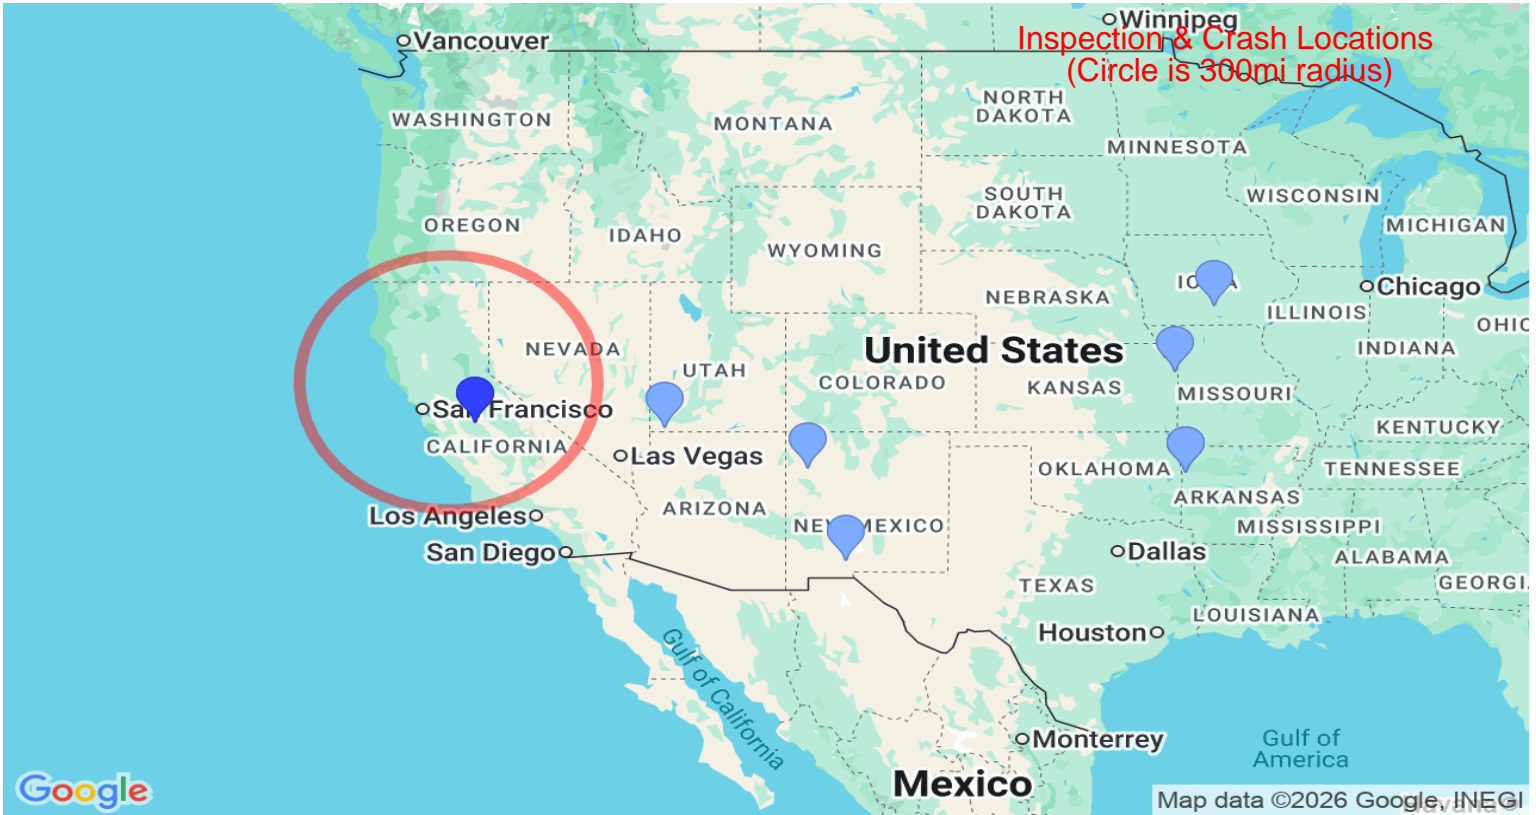 Winnipeg
Inspection & Crash Locations
(Circle is 300mi radius)
Vancouver
NORTH
DAKOTA
WASHINGTON
MONTANA
MINNESOTA
SOUTH
DAKOTA
WISCONSIN
MICHIGAN
OREGON
IDAHO
WYOMING
Chicago
NEBRASKA
ILLINOIS
OHIO
NEVADA
United States
INDIANA
UTAH
COLORADO
KANSAS
MISSOURI
San Francisco
KENTUCKY
CALIFORNIA
Las Vegas
OKLAHOMA
TENNESSEE
ARIZONA
ARKANSAS
Los Angeles
NEW MEXICO
MISSISSIPPI
San Diego
Dallas
ALABAMA
TEXAS
GEORGI
LOUISIANA
Houston
Gulf of California
Monterrey
Gulf of
America
Mexico
Google
Map data ©2026 Google, INEGI
Havana